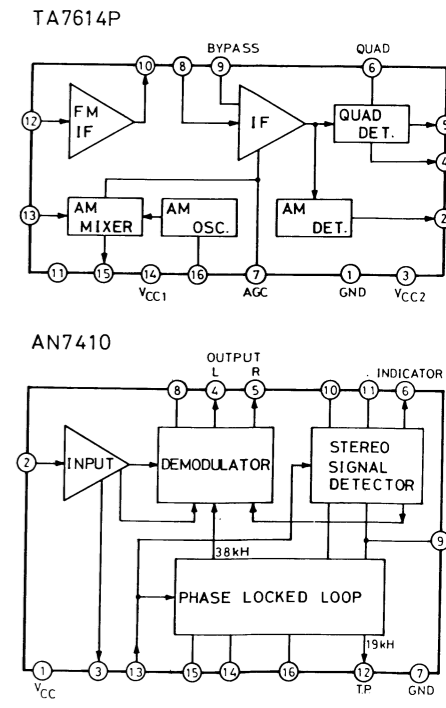 TA7614P
BYPASS QUAD
10 8 9 6
12 FM IF IF QUAD DET. 5
4
13 AM MIXER AM OSC. AM DET. 2
11 15 14 16 7 1 3
VCC1 AGC GND VCC2
AN7410
OUTPUT
L R INDICATOR
8 4 5 10 11 6
2 INPUT DEMODULATOR STEREO SIGNAL DETECTOR
9
38kH
PHASE LOCKED LOOP
19kH
1 3 13 15 14 16 12 7
VCC T.P. GND